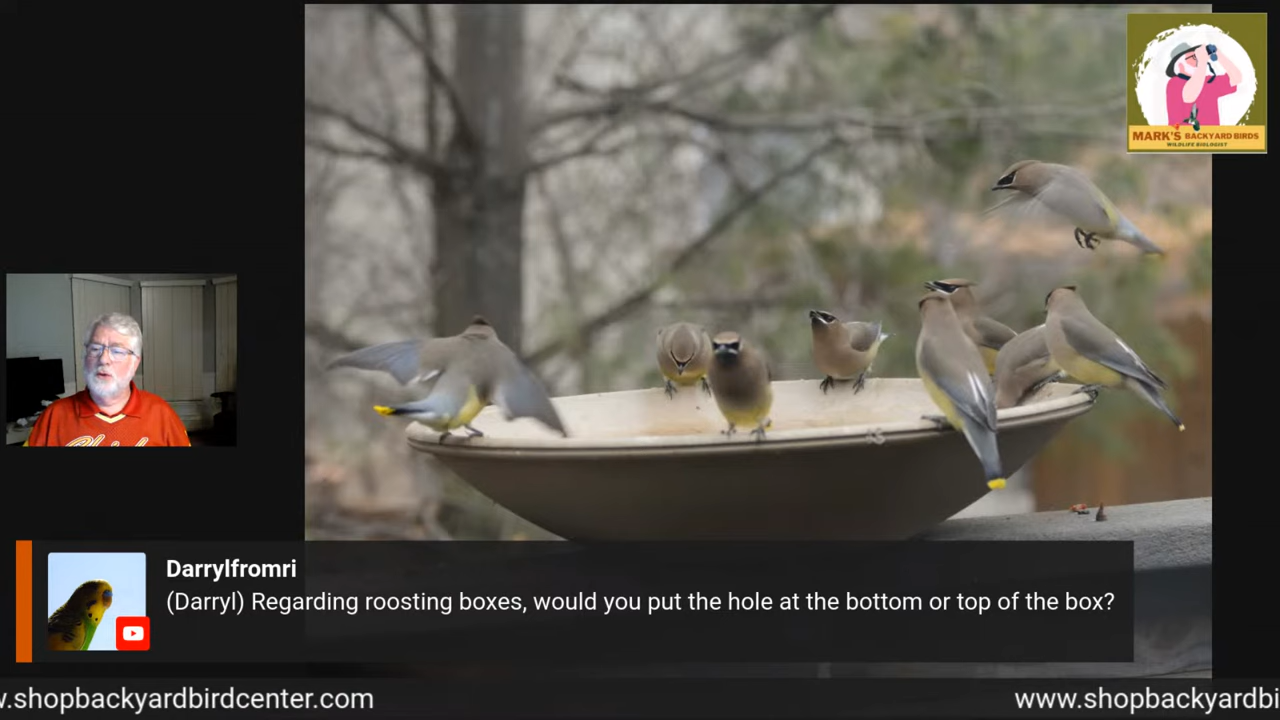 MARK'S BACKYARD BIRDS
WILDLIFE BIOLOGIST
Darrylfromri
(Darryl) Regarding roosting boxes, would you put the hole at the bottom or top of the box?
w.shopbackyardbirdcenter.com
www.shopbackyardbi